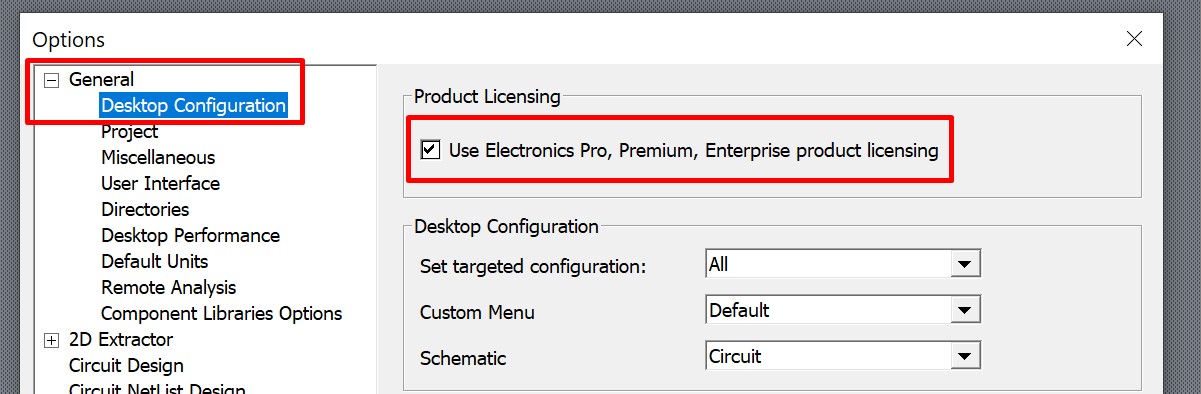 Options
General
Desktop Configuration
Project
Miscellaneous
User Interface
Directories
Desktop Performance
Default Units
Remote Analysis
Component Libraries Options
2D Extractor
Circuit Design
Circuit NetList Design
Product Licensing
Use Electronics Pro, Premium, Enterprise product licensing
Desktop Configuration
Set targeted configuration: All
Custom Menu Default
Schematic Circuit